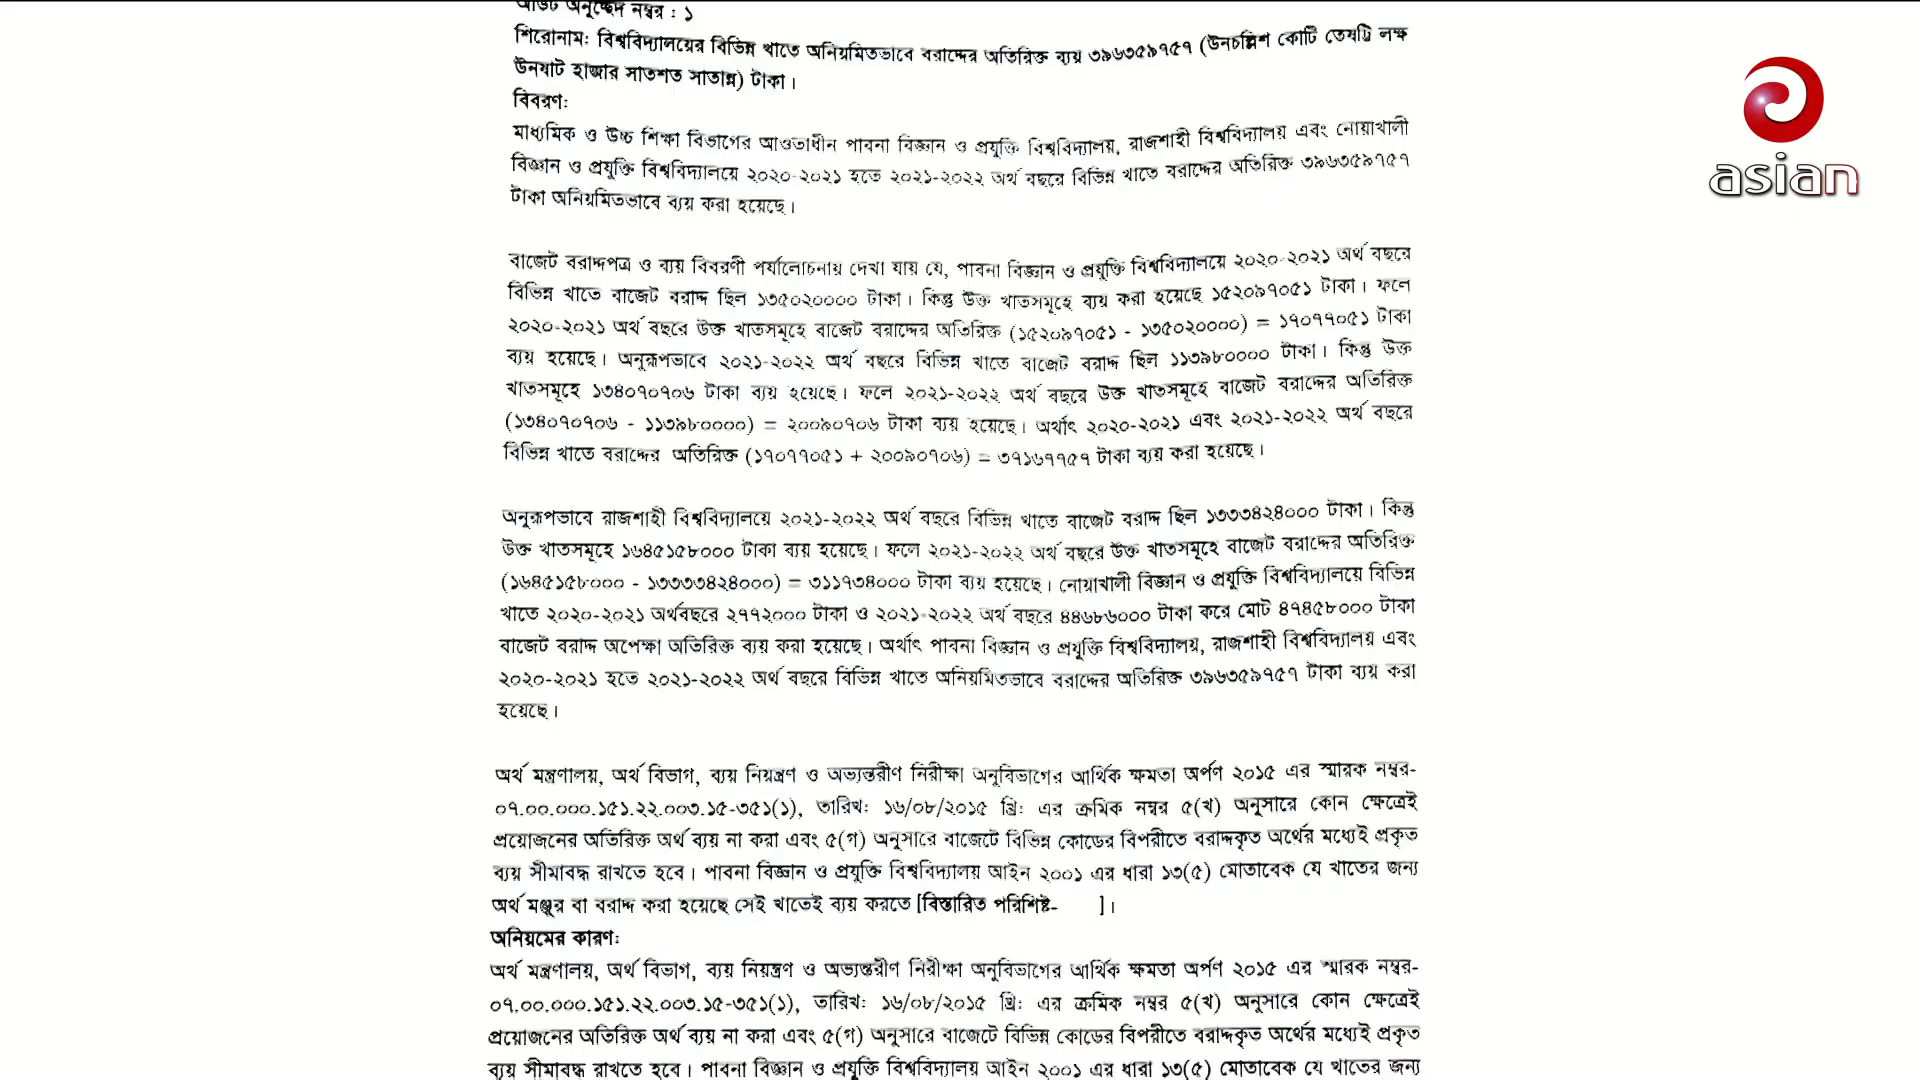 আডট অনুচ্ছেদ নম্বর : ১
শিরোনাম: বিশ্ববিদ্যালয়ের বিভিন্ন খাতে অনিয়মিতভাবে বরাদ্দের অতিরিক্ত ব্যয় ৩৯৬৩৫৯৭৫৭ (উনচল্লিশ কোটি তেষট্টি লক্ষ
উনষাট হাজার সাতশত সাতান্ন) টাকা।
বিবরণ:
মাধ্যমিক ও উচ্চ শিক্ষা বিভাগের আওতাধীন পাবনা বিজ্ঞান ও প্রযুক্তি বিশ্ববিদ্যালয়, রাজশাহী বিশ্ববিদ্যালয় এবং নোয়াখালী
বিজ্ঞান ও প্রযুক্তি বিশ্ববিদ্যালয়ে ২০২০-২০২১ হতে ২০২১-২০২২ অর্থ বছরে বিভিন্ন খাতে বরাদ্দের অতিরিক্ত ৩৯৬৩৫৯৭৫৭
টাকা অনিয়মিতভাবে ব্যয় করা হয়েছে।
বাজেট বরাদ্দপত্র ও ব্যয় বিবরণী পর্যালোচনায় দেখা যায় যে, পাবনা বিজ্ঞান ও প্রযুক্তি বিশ্ববিদ্যালয়ে ২০২০-২০২১ অর্থ বছরে
বিভিন্ন খাতে বাজেট বরাদ্দ ছিল ১৩৫০২০০০০ টাকা। কিন্তু উক্ত খাতসমূহে ব্যয় করা হয়েছে ১৫২০৯৭০৫১ টাকা। ফলে
২০২০-২০২১ অর্থ বছরে উক্ত খাতসমূহে বাজেট বরাদ্দের অতিরিক্ত (১৫২০৯৭০৫১ - ১৩৫০২০০০০) = ১৭০৭৭০৫১ টাকা
ব্যয় হয়েছে। অনুরূপভাবে ২০২১-২০২২ অর্থ বছরে বিভিন্ন খাতে বাজেট বরাদ্দ ছিল ১১৩৯৮০০০০ টাকা। কিন্তু উক্ত
খাতসমূহে ১৩৪০৭০৭০৬ টাকা ব্যয় হয়েছে। ফলে ২০২১-২০২২ অর্থ বছরে উক্ত খাতসমূহে বাজেট বরাদ্দের অতিরিক্ত
(১৩৪০৭০৭০৬ - ১১৩৯৮০০০০) = ২০০৯০৭০৬ টাকা ব্যয় হয়েছে। অর্থাৎ ২০২০-২০২১ এবং ২০২১-২০২২ অর্থ বছরে
বিভিন্ন খাতে বরাদ্দের অতিরিক্ত (১৭০৭৭০৫১ + ২০০৯০৭০৬) = ৩৭১৬৭৭৫৭ টাকা ব্যয় করা হয়েছে।
অনুরূপভাবে রাজশাহী বিশ্ববিদ্যালয়ে ২০২১-২০২২ অর্থ বছরে বিভিন্ন খাতে বাজেট বরাদ্দ ছিল ১৩৩৩৪২৪০০০ টাকা। কিন্তু
উক্ত খাতসমূহে ১৬৪৫১৫৮০০০ টাকা ব্যয় হয়েছে। ফলে ২০২১-২০২২ অর্থ বছরে উক্ত খাতসমূহে বাজেট বরাদ্দের অতিরিক্ত
(১৬৪৫১৫৮০০০ - ১৩৩৩৩৪২৪০০০) = ৩১১৭৩৪০০০ টাকা ব্যয় হয়েছে। নোয়াখালী বিজ্ঞান ও প্রযুক্তি বিশ্ববিদ্যালয়ে বিভিন্ন
খাতে ২০২০-২০২১ অর্থবছরে ২৭৭২০০০ টাকা ও ২০২১-২০২২ অর্থ বছরে ৪৪৬৮৬০০০ টাকা করে মোট ৪৭৪৫৮০০০ টাকা
বাজেট বরাদ্দ অপেক্ষা অতিরিক্ত ব্যয় করা হয়েছে। অর্থাৎ পাবনা বিজ্ঞান ও প্রযুক্তি বিশ্ববিদ্যালয়, রাজশাহী বিশ্ববিদ্যালয় এবং
২০২০-২০২১ হতে ২০২১-২০২২ অর্থ বছরে বিভিন্ন খাতে অনিয়মিতভাবে বরাদ্দের অতিরিক্ত ৩৯৬৩৫৯৭৫৭ টাকা ব্যয় করা
হয়েছে।
অর্থ মন্ত্রণালয়, অর্থ বিভাগ, ব্যয় নিয়ন্ত্রণ ও অভ্যন্তরীণ নিরীক্ষা অনুবিভাগের আর্থিক ক্ষমতা অর্পণ ২০১৫ এর স্মারক নম্বর-
০৭.০০.০০০.১৫১.২২.০০৩.১৫-৩৫১(১), তারিখ: ১৬/০৮/২০১৫ খ্রি: এর ক্রমিক নম্বর ৫(খ) অনুসারে কোন ক্ষেত্রেই
প্রয়োজনের অতিরিক্ত অর্থ ব্যয় না করা এবং ৫(গ) অনুসারে বাজেটে বিভিন্ন কোডের বিপরীতে বরাদ্দকৃত অর্থের মধ্যেই প্রকৃত
ব্যয় সীমাবদ্ধ রাখতে হবে। পাবনা বিজ্ঞান ও প্রযুক্তি বিশ্ববিদ্যালয় আইন ২০০১ এর ধারা ১৩(৫) মোতাবেক যে খাতের জন্য
অর্থ মঞ্জুর বা বরাদ্দ করা হয়েছে সেই খাতেই ব্যয় করতে [বিস্তারিত পরিশিষ্ট- ]।
অনিয়মের কারণ:
অর্থ মন্ত্রণালয়, অর্থ বিভাগ, ব্যয় নিয়ন্ত্রণ ও অভ্যন্তরীণ নিরীক্ষা অনুবিভাগের আর্থিক ক্ষমতা অর্পণ ২০১৫ এর স্মারক নম্বর-
০৭.০০.০০০.১৫১.২২.০০৩.১৫-৩৫১(১), তারিখ: ১৬/০৮/২০১৫ খ্রি: এর ক্রমিক নম্বর ৫(খ) অনুসারে কোন ক্ষেত্রেই
প্রয়োজনের অতিরিক্ত অর্থ ব্যয় না করা এবং ৫(গ) অনুসারে বাজেটে বিভিন্ন কোডের বিপরীতে বরাদ্দকৃত অর্থের মধ্যেই প্রকৃত
ব্যয় সীমাবদ্ধ রাখতে হবে। পাবনা বিজ্ঞান ও প্রযুক্তি বিশ্ববিদ্যালয় আইন ২০০১ এর ধারা ১৩(৫) মোতাবেক যে খাতের জন্য
asian